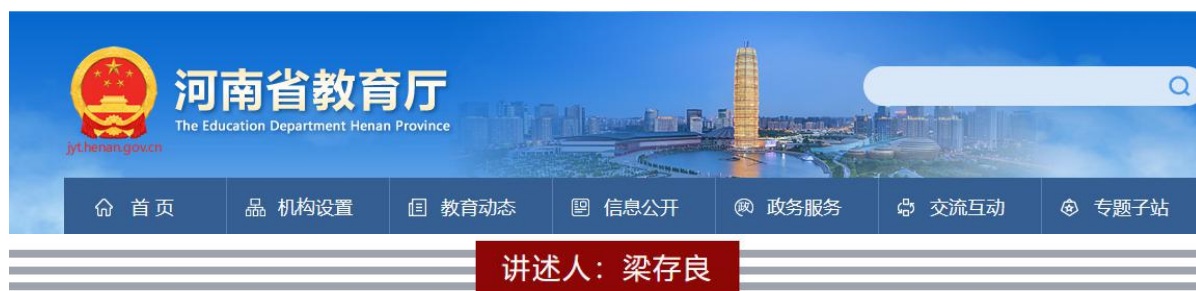 河南省教育厅
The Education Department Henan Province
jyt.henan.gov.cn
首页 机构设置 教育动态 信息公开 政务服务 交流互动 专题子站
讲述人：梁存良